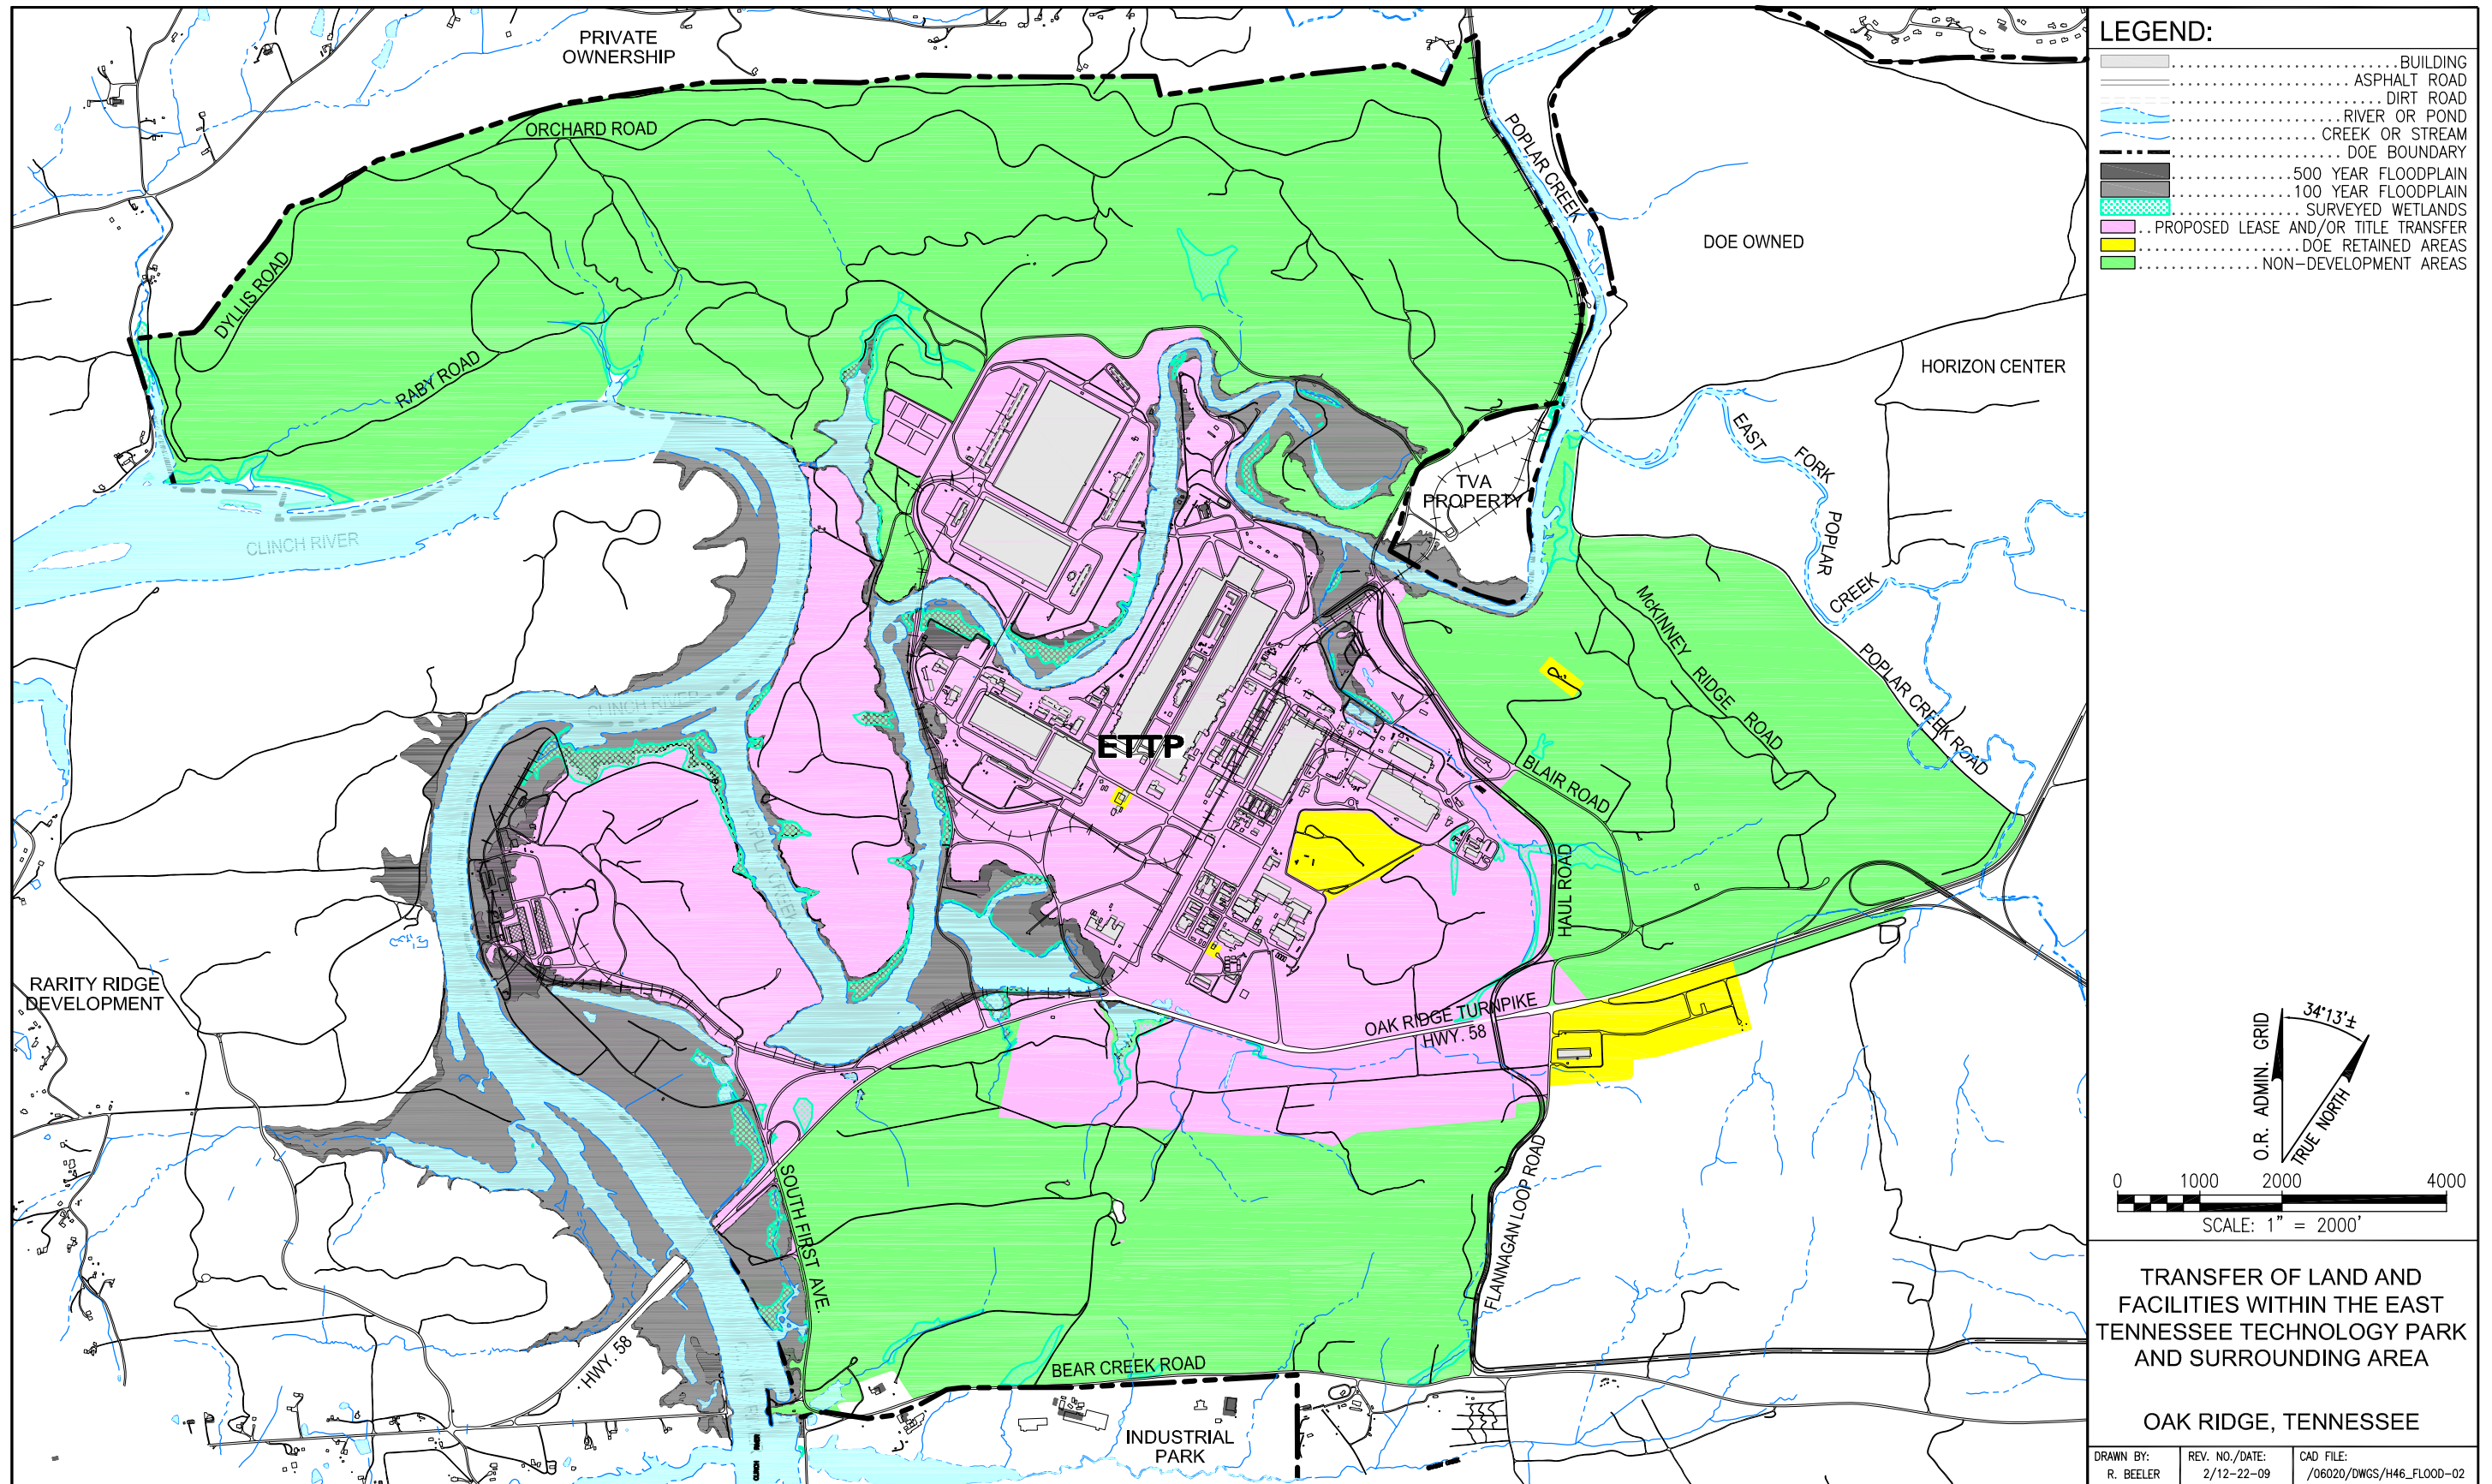 PRIVATE
OWNERSHIP
ORCHARD ROAD
POPLAR CREEK
DOE OWNED
DYLLIS ROAD
RABY ROAD
HORIZON CENTER
EAST
FORK
POPLAR
CREEK
TVA
PROPERTY
CLINCH RIVER
McKINNEY RIDGE ROAD
POPLAR CREEK ROAD
CLINCH RIVER
ETTP
BLAIR ROAD
POPLAR CREEK
HAUL ROAD
RARITY RIDGE
DEVELOPMENT
OAK RIDGE TURNPIKE
HWY. 58
SOUTH FIRST AVE.
FLANNAGAN LOOP ROAD
HWY. 58
BEAR CREEK ROAD
INDUSTRIAL
PARK
CLINCH RIVER
LEGEND:
BUILDING
ASPHALT ROAD
DIRT ROAD
RIVER OR POND
CREEK OR STREAM
DOE BOUNDARY
500 YEAR FLOODPLAIN
100 YEAR FLOODPLAIN
SURVEYED WETLANDS
PROPOSED LEASE AND/OR TITLE TRANSFER
DOE RETAINED AREAS
NON-DEVELOPMENT AREAS
O.R. ADMIN. GRID
34°13'±
TRUE NORTH
0 1000 2000 4000
SCALE: 1" = 2000'
TRANSFER OF LAND AND
FACILITIES WITHIN THE EAST
TENNESSEE TECHNOLOGY PARK
AND SURROUNDING AREA
OAK RIDGE, TENNESSEE
DRAWN BY:
R. BEELER
REV. NO./DATE:
2/12-22-09
CAD FILE:
/06020/DWGS/H46_FLOOD-02